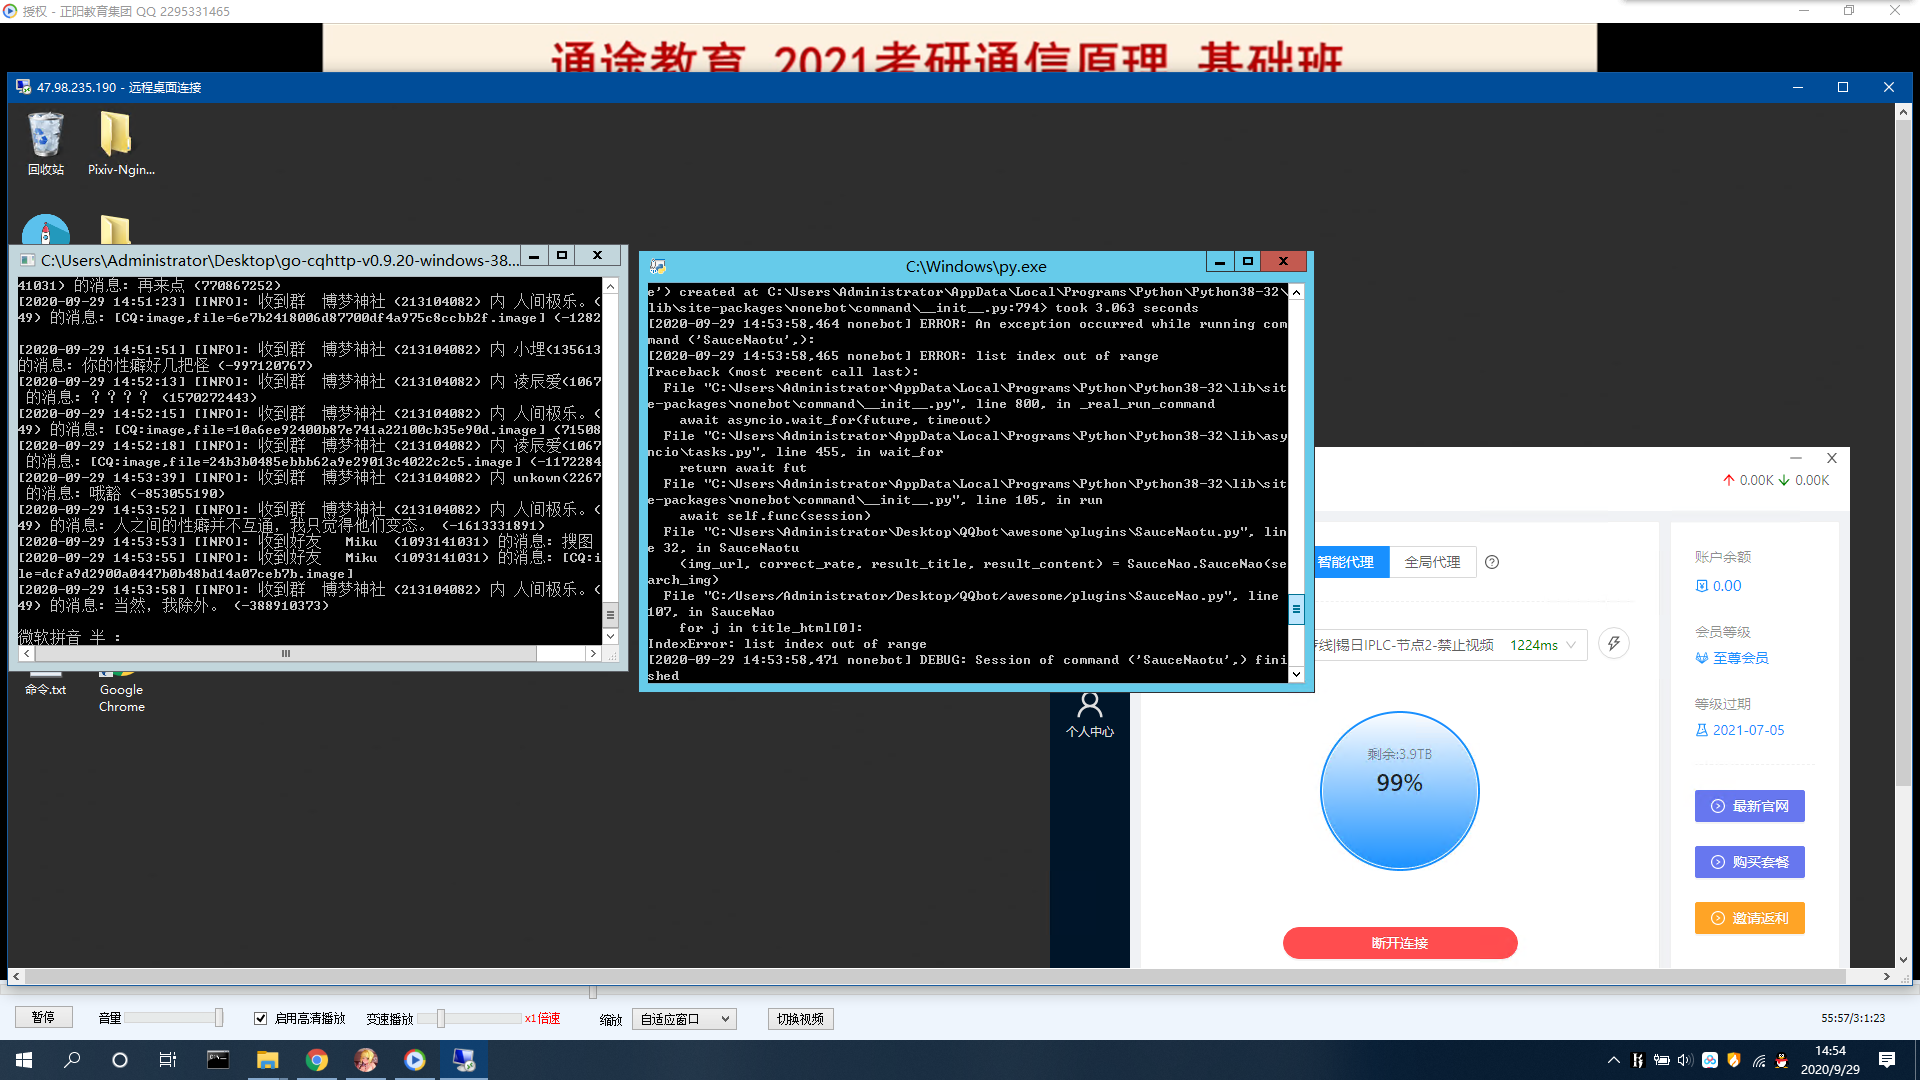 授权 - 正阳教育集团 QQ 2295331465
通途教育 2021考研通信原理 基础班
47.98.235.190 - 远程桌面连接
回收站
Pixiv-Ngin...
C:\Users\Administrator\Desktop\go-cqhttp-v0.9.20-windows-38...
41031) 的消息: 再来点 (770867252)
[2020-09-29 14:51:23] [INFO]: 收到群 博梦神社 (213104082) 内 人间极乐。(
49) 的消息: [CQ:image,file=6e7b2418006d87700df4a975c8ccbb2f.image] (-1282
[2020-09-29 14:51:51] [INFO]: 收到群 博梦神社 (213104082) 内 小埋(135613
的消息: 你的性癖好几把怪 (-997120767)
[2020-09-29 14:52:13] [INFO]: 收到群 博梦神社 (213104082) 内 凌辰爱(1067
的消息: ？？？？ (1570272443)
[2020-09-29 14:52:15] [INFO]: 收到群 博梦神社 (213104082) 内 人间极乐。(
49) 的消息: [CQ:image,file=10a6ee92400b87e741a22100cb35e90d.image] (71508
[2020-09-29 14:52:18] [INFO]: 收到群 博梦神社 (213104082) 内 凌辰爱(1067
的消息: [CQ:image,file=24b3b0485ebbb62a9e29013c4022c2c5.image] (-1172284
[2020-09-29 14:53:39] [INFO]: 收到群 博梦神社 (213104082) 内 unkown(2267
的消息: 哦豁 (-853055190)
[2020-09-29 14:53:52] [INFO]: 收到群 博梦神社 (213104082) 内 人间极乐。(
49) 的消息: 人之间的性癖并不互通，我只觉得他们变态。 (-1613331891)
[2020-09-29 14:53:53] [INFO]: 收到好友 Miku (1093141031) 的消息: 搜图
[2020-09-29 14:53:55] [INFO]: 收到好友 Miku (1093141031) 的消息: [CQ:i
le=dcfa9d2900a0447b0b48bd14a07ceb7b.image]
[2020-09-29 14:53:58] [INFO]: 收到群 博梦神社 (213104082) 内 人间极乐。(
49) 的消息: 当然，我除外。 (-388910373)
微软拼音 半 :
C:\Windows\py.exe
e') created at C:\Users\Administrator\AppData\Local\Programs\Python\Python38-32\
lib\site-packages\nonebot\command\__init__.py:794> took 3.063 seconds
[2020-09-29 14:53:58,464 nonebot] ERROR: An exception occurred while running com
mand ('SauceNaotu',):
[2020-09-29 14:53:58,465 nonebot] ERROR: list index out of range
Traceback (most recent call last):
File "C:\Users\Administrator\AppData\Local\Programs\Python\Python38-32\lib\sit
e-packages\nonebot\command\__init__.py", line 800, in _real_run_command
await asyncio.wait_for(future, timeout)
File "C:\Users\Administrator\AppData\Local\Programs\Python\Python38-32\lib\asy
ncio\tasks.py", line 455, in wait_for
return await fut
File "C:\Users\Administrator\AppData\Local\Programs\Python\Python38-32\lib\sit
e-packages\nonebot\command\__init__.py", line 105, in run
await self.func(session)
File "C:\Users\Administrator\Desktop\QQbot\awesome\plugins\SauceNaotu.py", lin
e 32, in SauceNaotu
(img_url, correct_rate, result_title, result_content) = SauceNao.SauceNao(se
arch_img)
File "C:/Users/Administrator/Desktop/QQbot/awesome/plugins\SauceNao.py", line
107, in SauceNao
for j in title_html[0]:
IndexError: list index out of range
[2020-09-29 14:53:58,471 nonebot] DEBUG: Session of command ('SauceNaotu',) fini
shed
命令.txt
Google
Chrome
0.00K 0.00K
智能代理 全局代理
线|锡日IPLC-节点2-禁止视频 1224ms
个人中心
剩余:3.9TB
99%
断开连接
账户余额
0.00
会员等级
至尊会员
等级过期
2021-07-05
最新官网
购买套餐
邀请返利
暂停 音量 启用高清播放 变速播放 x1倍速 缩放 自适应窗口 切换视频 55:57/3:1:23
14:54
2020/9/29